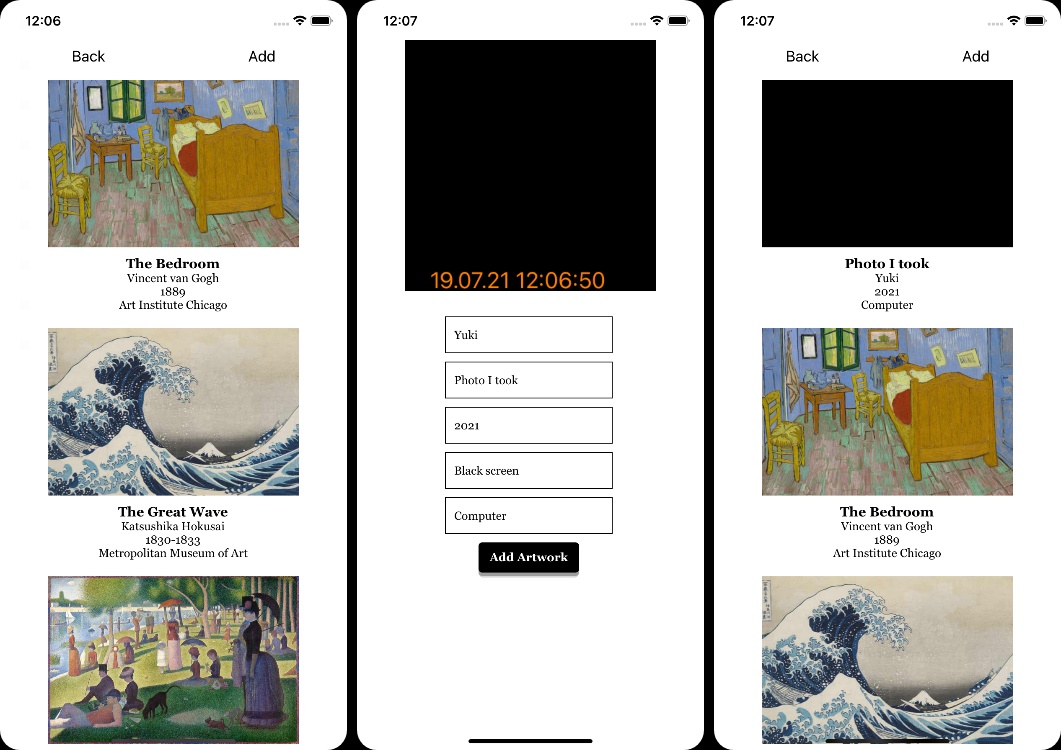 12:06
Back Add
The Bedroom
Vincent van Gogh
1889
Art Institute Chicago
The Great Wave
Katsushika Hokusai
1830-1833
Metropolitan Museum of Art
12:07
19.07.21 12:06:50
Yuki
Photo I took
2021
Black screen
Computer
Add Artwork
12:07
Back Add
Photo I took
Yuki
2021
Computer
The Bedroom
Vincent van Gogh
1889
Art Institute Chicago